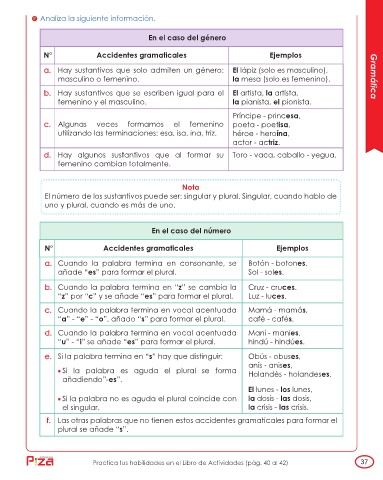 Analiza la siguiente información.
En el caso del género
N° Accidentes gramaticales Ejemplos
a. Hay sustantivos que solo admiten un género: El lápiz (solo es masculino),
masculino o femenino. la mesa (solo es femenino).
b. Hay sustantivos que se escriben igual para el El artista, la artista,
femenino y el masculino. la pianista, el pionista.
Príncipe - princesa,
c. Algunas veces formamos el femenino poeta - poetisa,
utilizando las terminaciones: esa, isa, ina, triz. héroe - heroína,
actor - actriz.
d. Hay algunos sustantivos que al formar su Toro - vaca, caballo - yegua.
femenino cambian totalmente.
Nota
El número de los sustantivos puede ser: singular y plural. Singular, cuando hablo de
uno y plural, cuando es más de uno.
En el caso del número
N° Accidentes gramaticales Ejemplos
a. Cuando la palabra termina en consonante, se Botón - botones.
añade "es" para formar el plural. Sol - soles.
b. Cuando la palabra termina en "z" se cambia la Cruz - cruces.
"z" por "c" y se añade "es" para formar el plural. Luz - luces.
c. Cuando la palabra termina en vocal acentuada Mamá - mamás,
"a" - "e" - "o", añado "s" para formar el plural. café - cafés.
d. Cuando la palabra termina en vocal acentuada Maní - maníes,
"u" - "i" se añade "es" para formar el plural. hindú - hindúes.
e. Si la palabra termina en "s" hay que distinguir: Obús - obuses,
anís - anises,
• Si la palabra es aguda el plural se forma Holandés - holandeses.
añadiendo"-es".
El lunes - los lunes,
• Si la palabra no es aguda el plural coincide con la dosis - las dosis,
el singular. la crisis - las crisis.
f. Las otras palabras que no tienen estos accidentes gramaticales para formar el
plural se añade "s".
Gramática
Pizza
Practica tus habilidades en el Libro de Actividades (pág. 40 al 42) 37